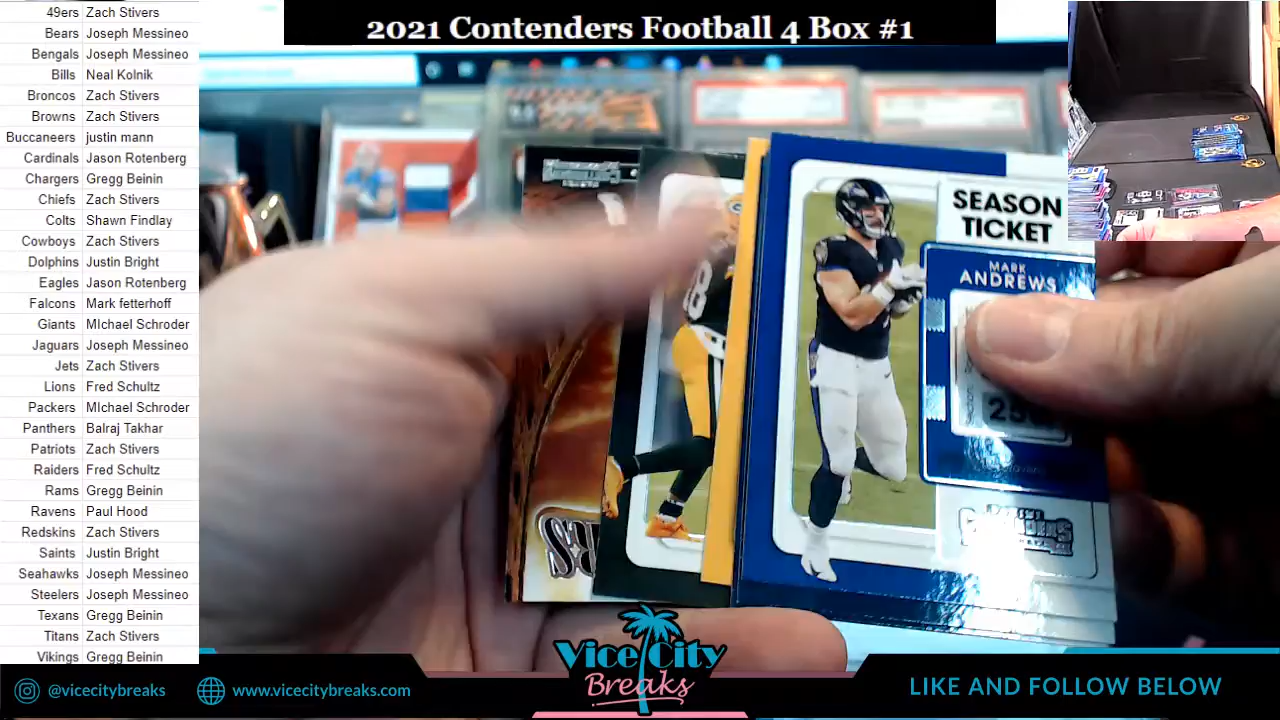 2021 Contenders Football 4 Box #1
49ers Zach Stivers
Bears Joseph Messineo
Bengals Joseph Messineo
Bills Neal Kolnik
Broncos Zach Stivers
Browns Zach Stivers
Buccaneers justin mann
Cardinals Jason Rotenberg
Chargers Gregg Beinin
Chiefs Zach Stivers
Colts Shawn Findlay
Cowboys Zach Stivers
Dolphins Justin Bright
Eagles Jason Rotenberg
Falcons Mark fetterhoff
Giants MIchael Schroder
Jaguars Joseph Messineo
Jets Zach Stivers
Lions Fred Schultz
Packers MIchael Schroder
Panthers Balraj Takhar
Patriots Zach Stivers
Raiders Fred Schultz
Rams Gregg Beinin
Ravens Paul Hood
Redskins Zach Stivers
Saints Justin Bright
Seahawks Joseph Messineo
Steelers Joseph Messineo
Texans Gregg Beinin
Titans Zach Stivers
Vikings Gregg Beinin
SEASON
TICKET
MARK
ANDREWS
@vicecitybreaks
www.vicecitybreaks.com
Vice City
Breaks
LIKE AND FOLLOW BELOW